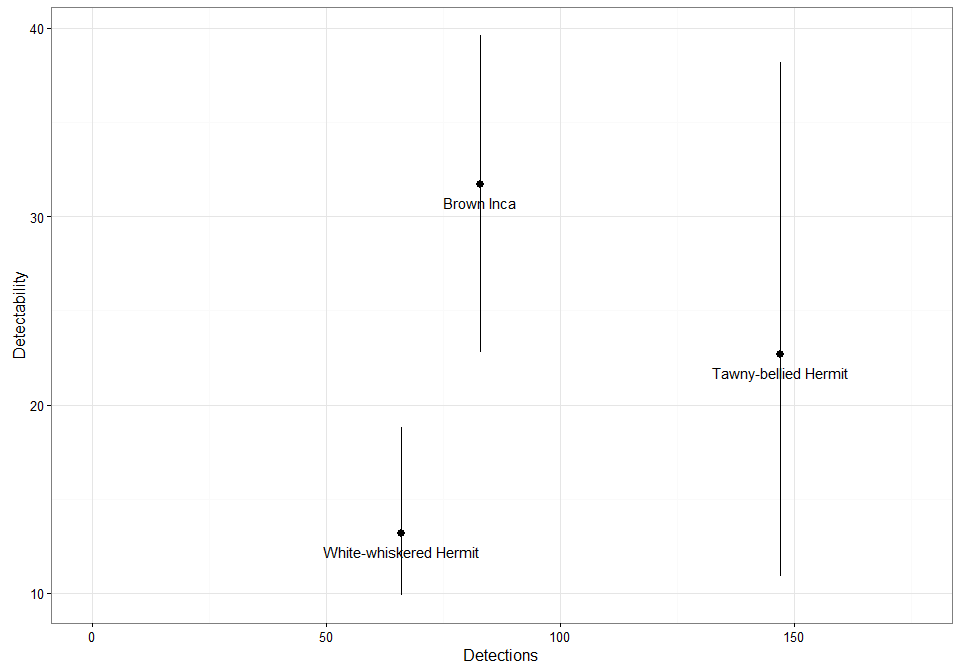 40
Brown Inca
30
Detectability
Tawny-bellied Hermit
20
White-whiskered Hermit
10
0 50 100 150
Detections